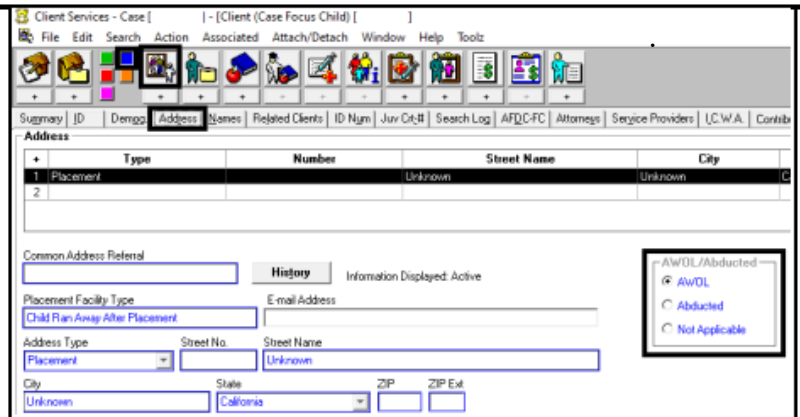 Client Services - Case [ ] - [Client (Case Focus Child) [ ]
File Edit Search Action Associated Attach/Detach Window Help Toolz
+ + + + + + + + + + + +
Summary ID Demog. Address Names Related Clients ID Num Juv Crt.# Search Log AFDC-FC Attorneys Service Providers I.C.W.A. Contrib
Address
+ Type Number Street Name City
1 Placement Unknown Unknown C
2
Common Address Referral
History Information Displayed: Active
AWOL/Abducted
AWOL
Abducted
Not Applicable
Placement Facility Type E-mail Address
Child Ran Away After Placement
Address Type Street No. Street Name
Placement Unknown
City State ZIP ZIP Ext
Unknown California